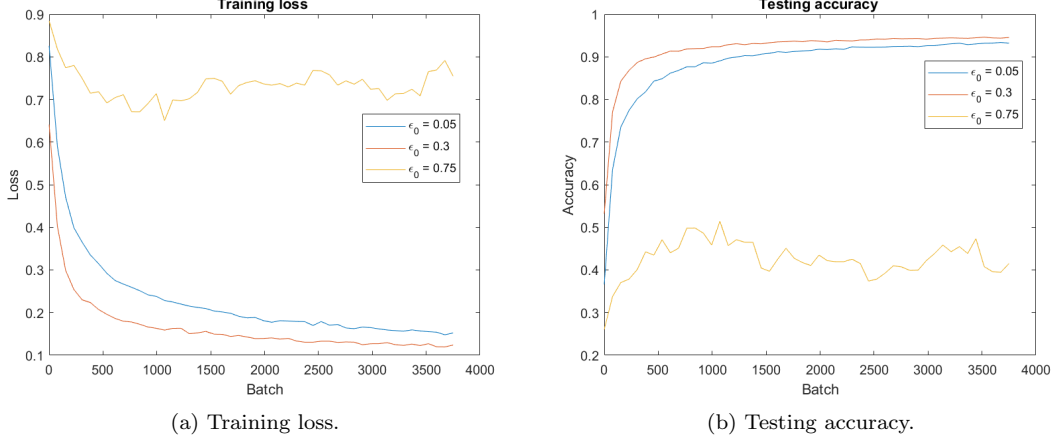 Training loss
0.9
0.8
0.7
0.6
0.5
0.4
0.3
0.2
0.1
Loss
0 500 1000 1500 2000 2500 3000 3500 4000
Batch
ϵ0 = 0.05
ϵ0 = 0.3
ϵ0 = 0.75
(a) Training loss.
Testing accuracy
1
0.9
0.8
0.7
0.6
0.5
0.4
0.3
0.2
Accuracy
0 500 1000 1500 2000 2500 3000 3500 4000
Batch
ϵ0 = 0.05
ϵ0 = 0.3
ϵ0 = 0.75
(b) Testing accuracy.